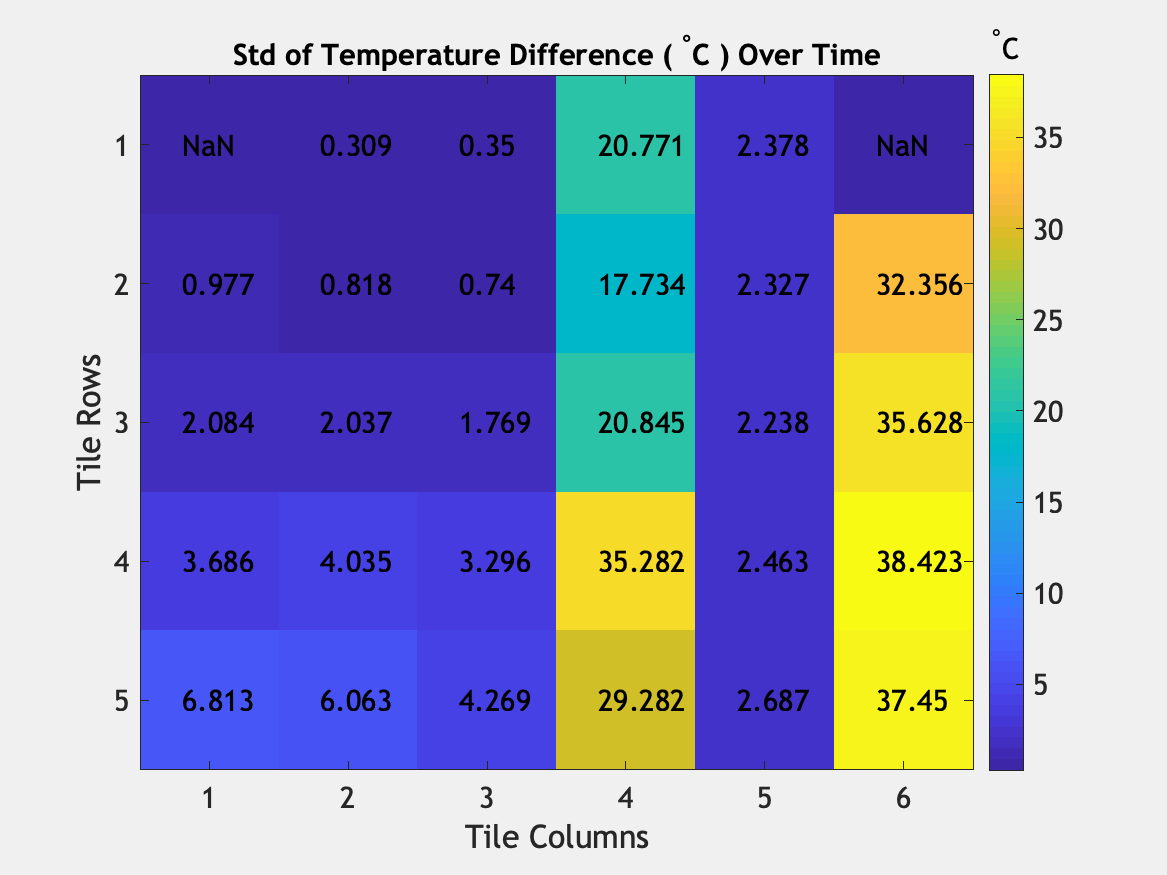 Std of Temperature Difference ( °C ) Over Time
°C
1 NaN 0.309 0.35 20.771 2.378 NaN
2 0.977 0.818 0.74 17.734 2.327 32.356
3 2.084 2.037 1.769 20.845 2.238 35.628
4 3.686 4.035 3.296 35.282 2.463 38.423
5 6.813 6.063 4.269 29.282 2.687 37.45
1 2 3 4 5 6
Tile Rows
Tile Columns
35
30
25
20
15
10
5